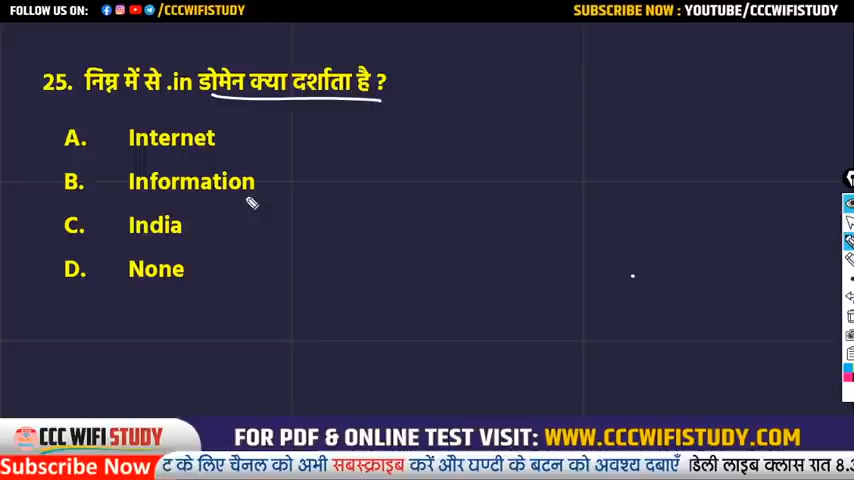 FOLLOW US ON: /CCCWIFISTUDY SUBSCRIBE NOW : YOUTUBE/CCCWIFISTUDY
25. निम्न में से .in डोमेन क्या दर्शाता है ?
A. Internet
B. Information
C. India
D. None
CCC WIFI STUDY FOR PDF & ONLINE TEST VISIT: WWW.CCCWIFISTUDY.COM
Subscribe Now ट के लिए चैनल को अभी सबस्क्राइब करें और घण्टी के बटन को अवश्य दबाएँ डेली लाइब क्लास रात 8.3